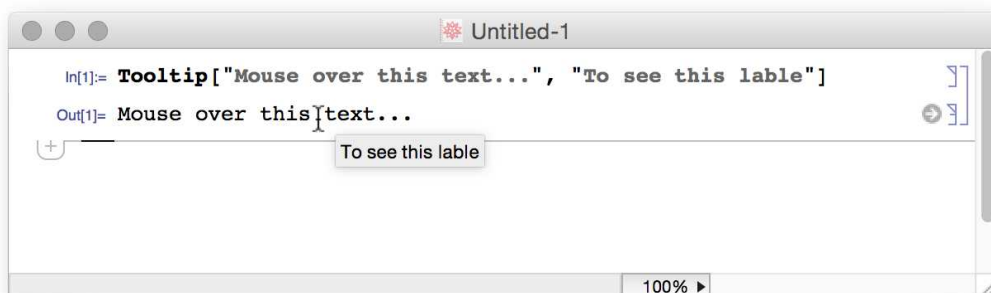 Untitled-1
In[1]:= Tooltip["Mouse over this text...", "To see this lable"]
Out[1]= Mouse over this text...
To see this lable
100%